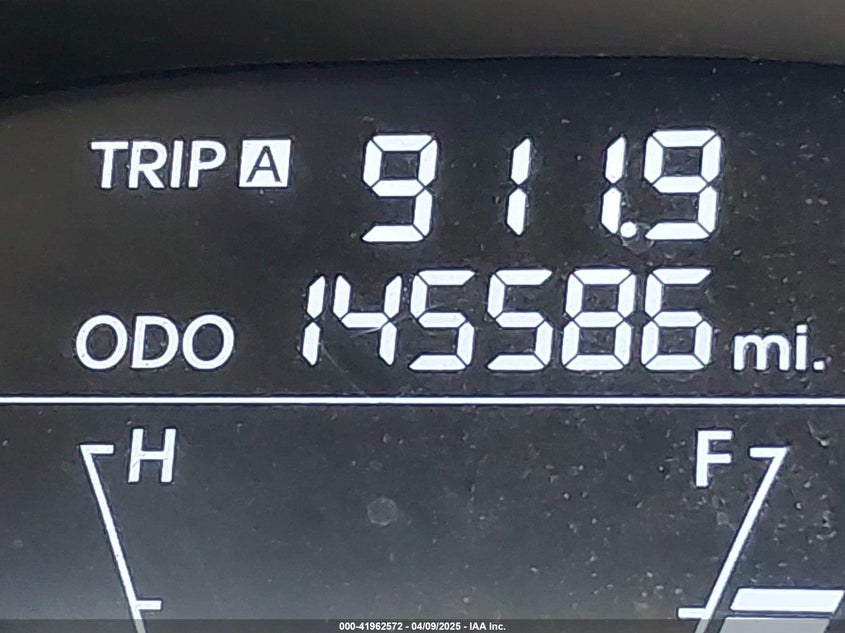 TRIP A 911.9
ODO 145586 mi.
H F
000-41962572 - 04/09/2025 - IAA Inc.